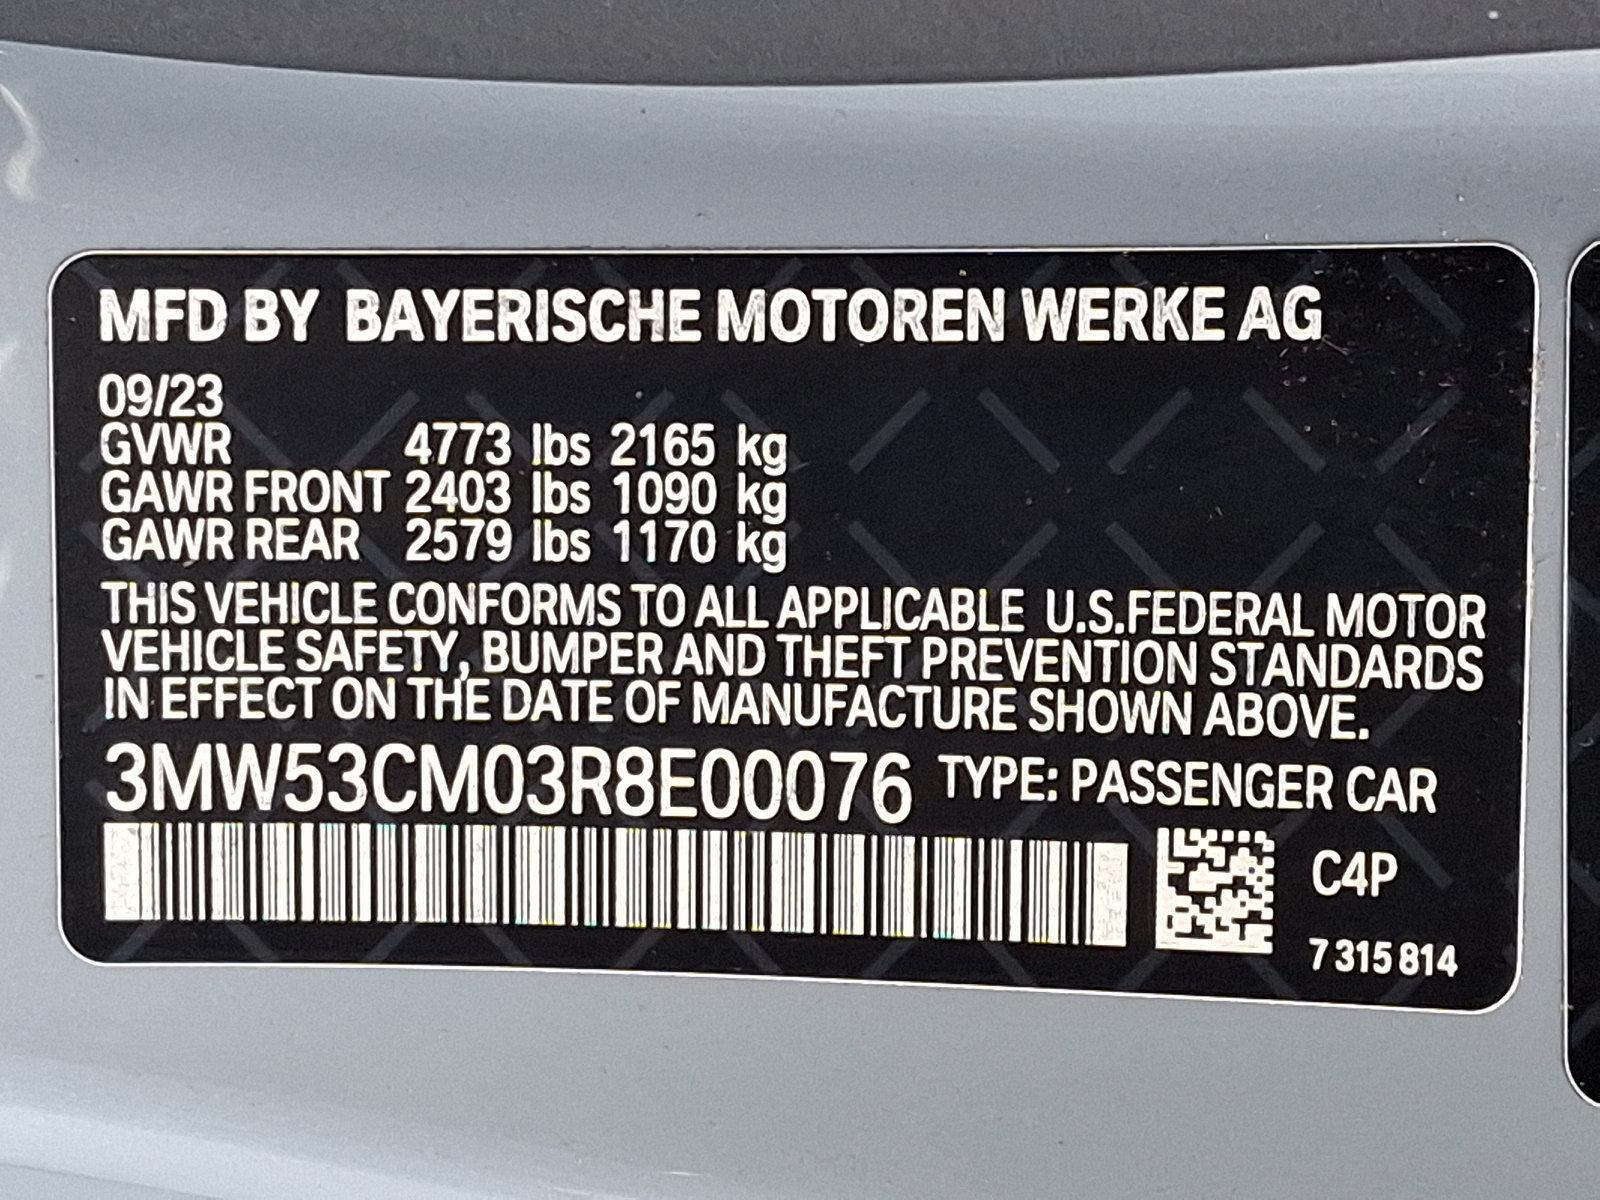 MFD BY BAYERISCHE MOTOREN WERKE AG
09/23
GVWR 4773 lbs 2165 kg
GAWR FRONT 2403 lbs 1090 kg
GAWR REAR 2579 lbs 1170 kg
THIS VEHICLE CONFORMS TO ALL APPLICABLE U.S.FEDERAL MOTOR
VEHICLE SAFETY, BUMPER AND THEFT PREVENTION STANDARDS
IN EFFECT ON THE DATE OF MANUFACTURE SHOWN ABOVE.
3MW53CM03R8E00076 TYPE: PASSENGER CAR
C4P
7 315 814